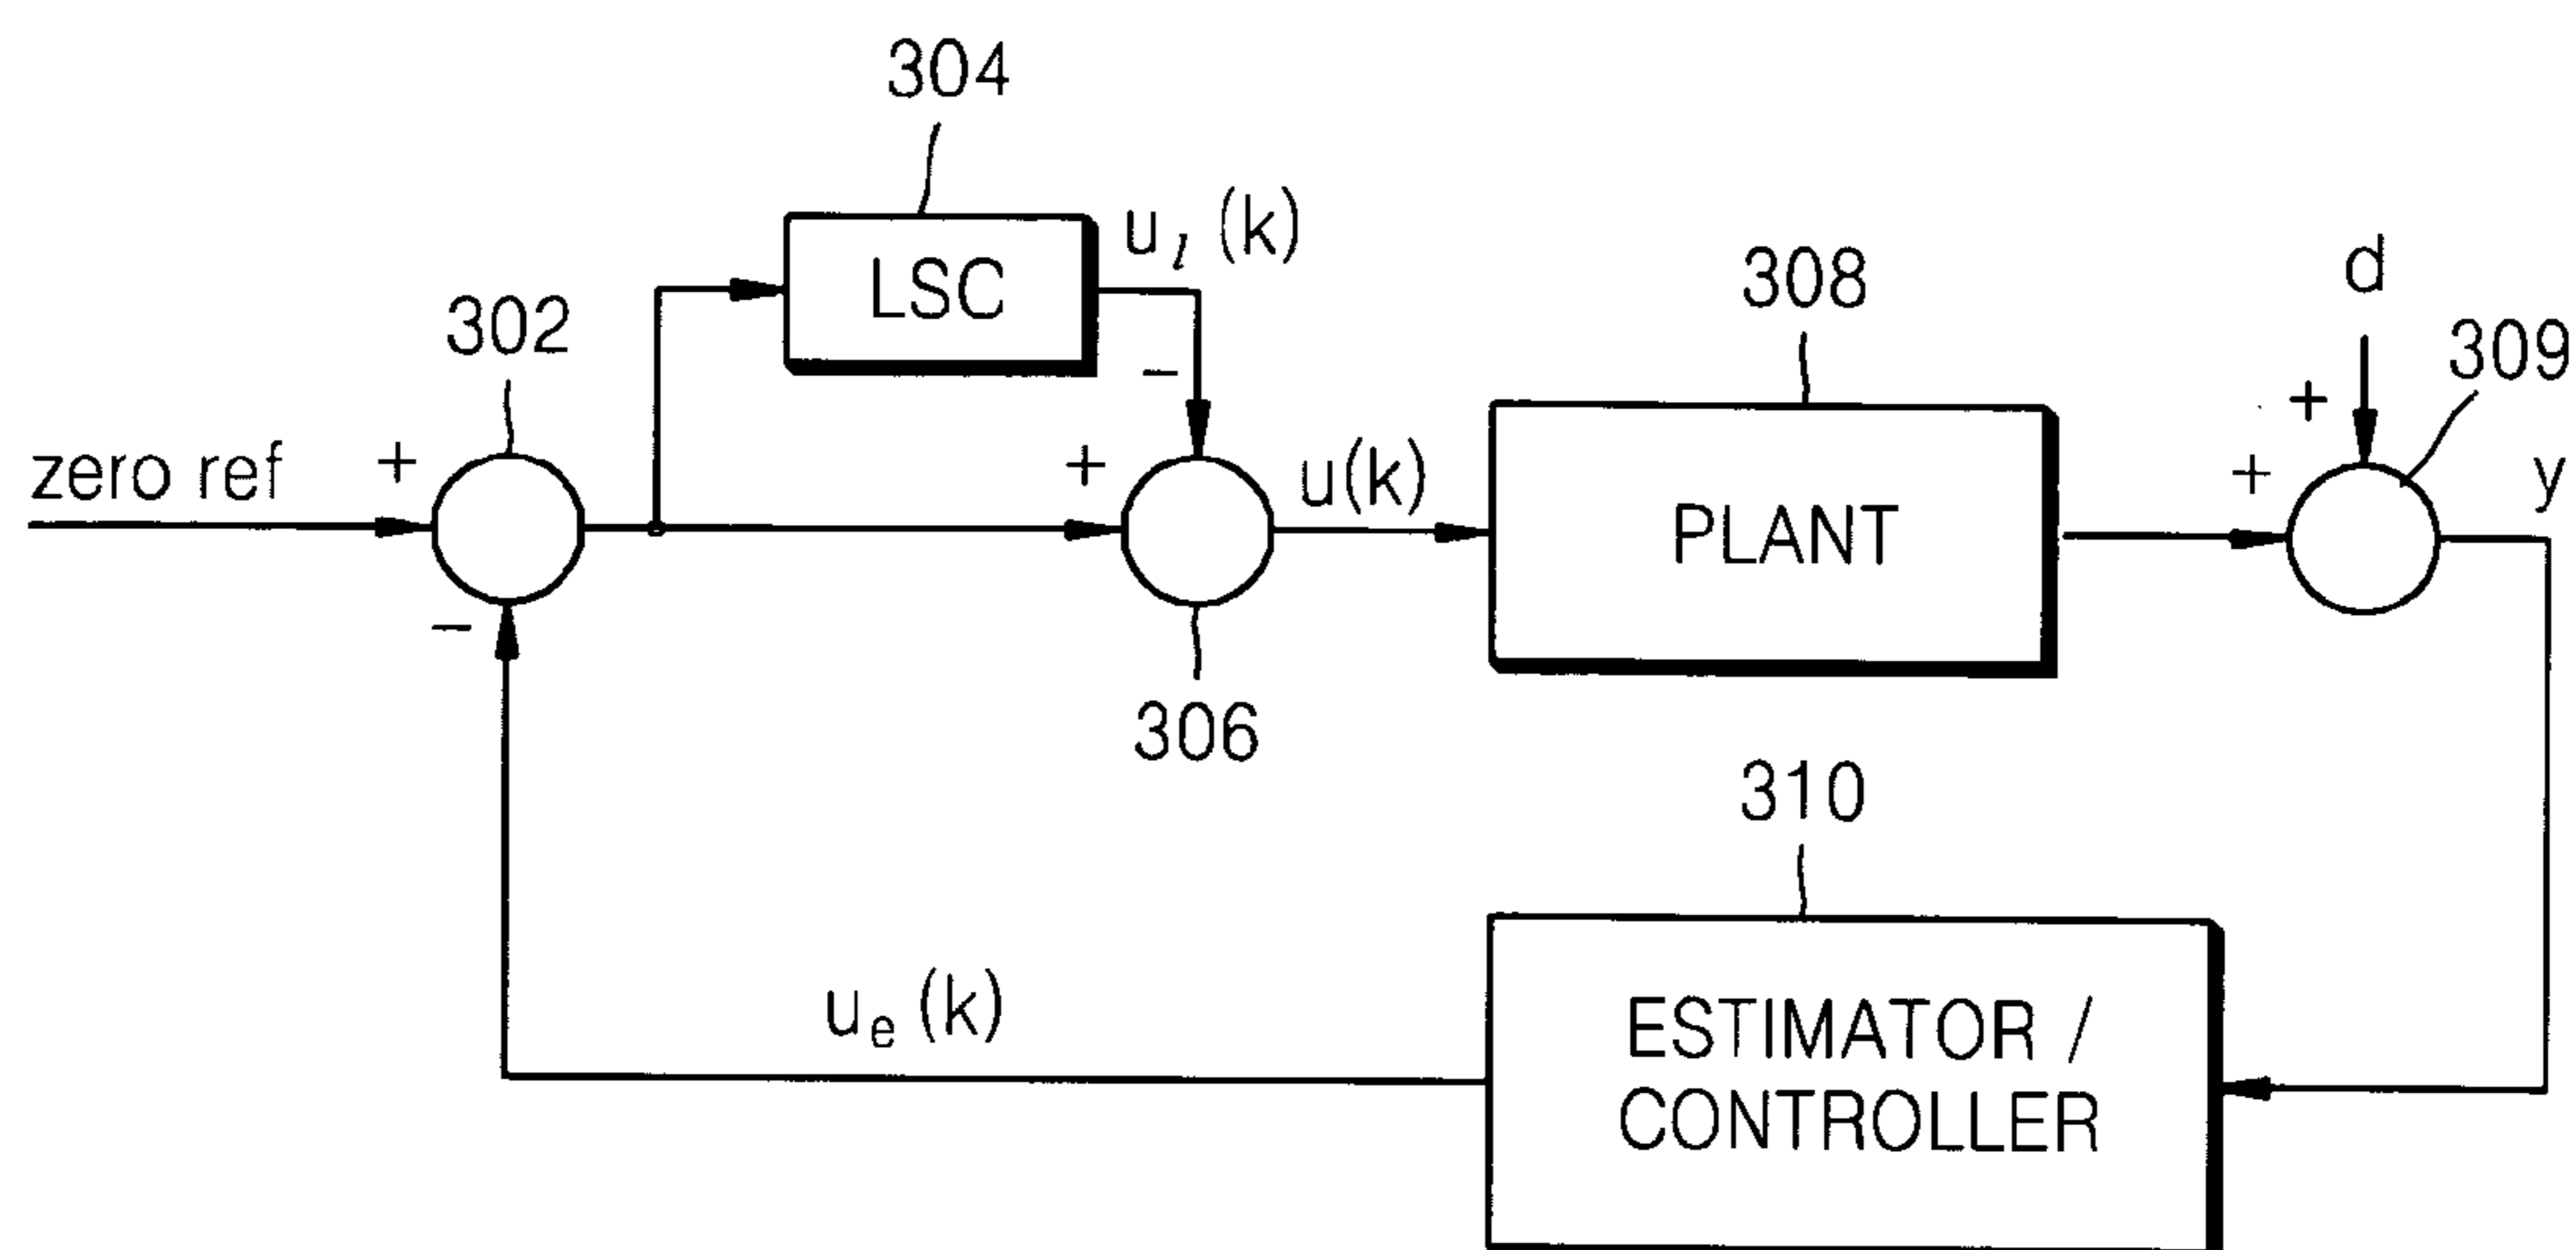 304
u_l (k)
LSC
302
308
d
309
zero ref
+
−
+
u(k)
PLANT
+
+
y
−
306
310
u_e (k)
ESTIMATOR /
CONTROLLER